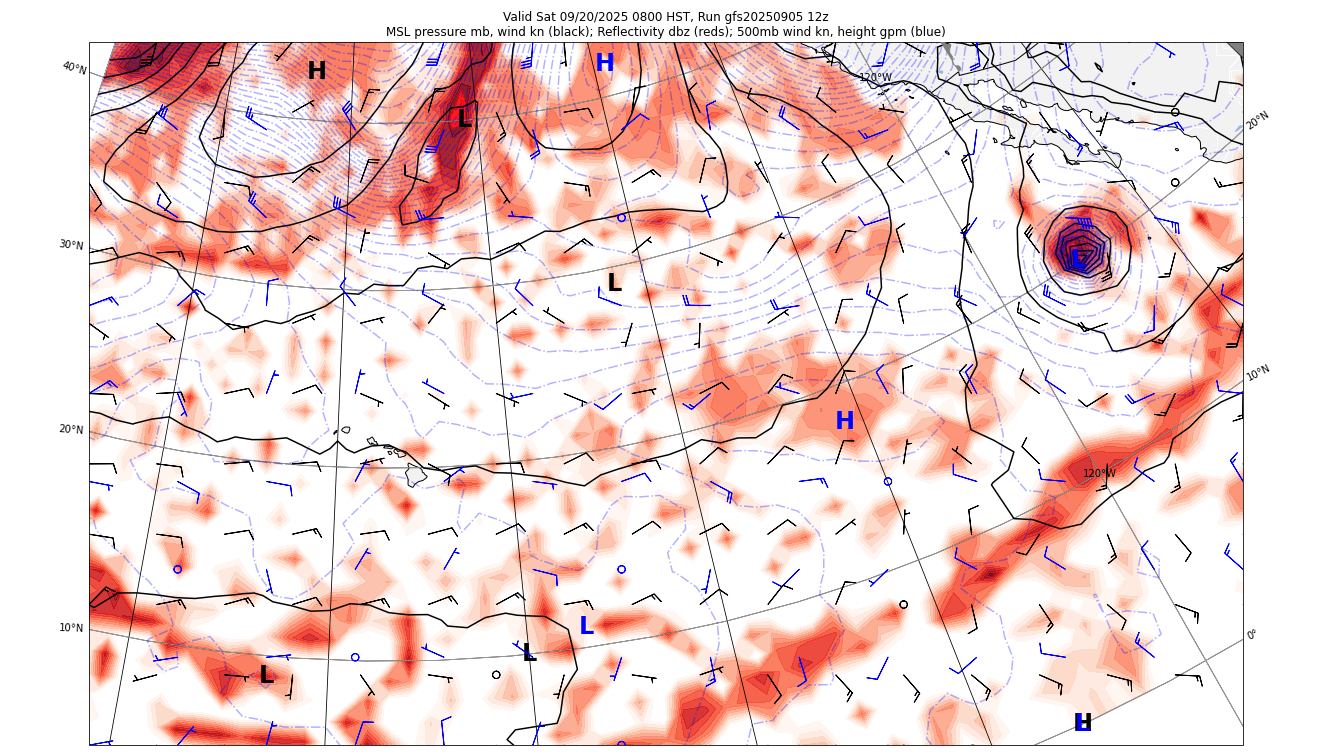 Valid Sat 09/20/2025 0800 HST, Run gfs20250905 12z
MSL pressure mb, wind kn (black); Reflectivity dbz (reds); 500mb wind kn, height gpm (blue)
H
H
40°N
120°W
L
20°N
30°N
L
L
10°N
H
20°N
120°W
10°N
L
0°
L
L
H
H